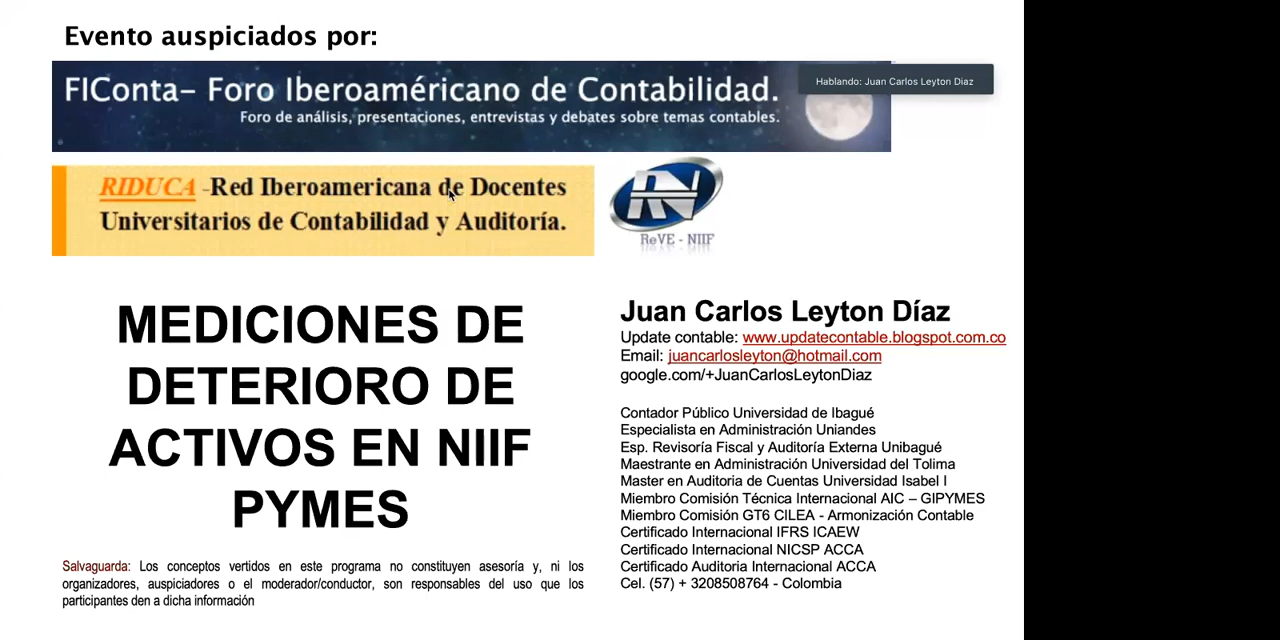 Evento auspiciados por:
FIConta– Foro Iberoaméricano de Contabilidad.
Foro de análisis, presentaciones, entrevistas y debates sobre temas contables.
Hablando: Juan Carlos Leyton Diaz
RIDUCA -Red Iberoamericana de Docentes
Universitarios de Contabilidad y Auditoría.
RN
ReVE - NIIF
MEDICIONES DE
DETERIORO DE
ACTIVOS EN NIIF
PYMES
Salvaguarda: Los conceptos vertidos en este programa no constituyen asesoría y, ni los
organizadores, auspiciadores o el moderador/conductor, son responsables del uso que los
participantes den a dicha información
Juan Carlos Leyton Díaz
Update contable: www.updatecontable.blogspot.com.co
Email: juancarlosleyton@hotmail.com
google.com/+JuanCarlosLeytonDiaz
Contador Público Universidad de Ibagué
Especialista en Administración Uniandes
Esp. Revisoría Fiscal y Auditoría Externa Unibagué
Maestrante en Administración Universidad del Tolima
Master en Auditoria de Cuentas Universidad Isabel I
Miembro Comisión Técnica Internacional AIC – GIPYMES
Miembro Comisión GT6 CILEA - Armonización Contable
Certificado Internacional IFRS ICAEW
Certificado Internacional NICSP ACCA
Certificado Auditoria Internacional ACCA
Cel. (57) + 3208508764 - Colombia